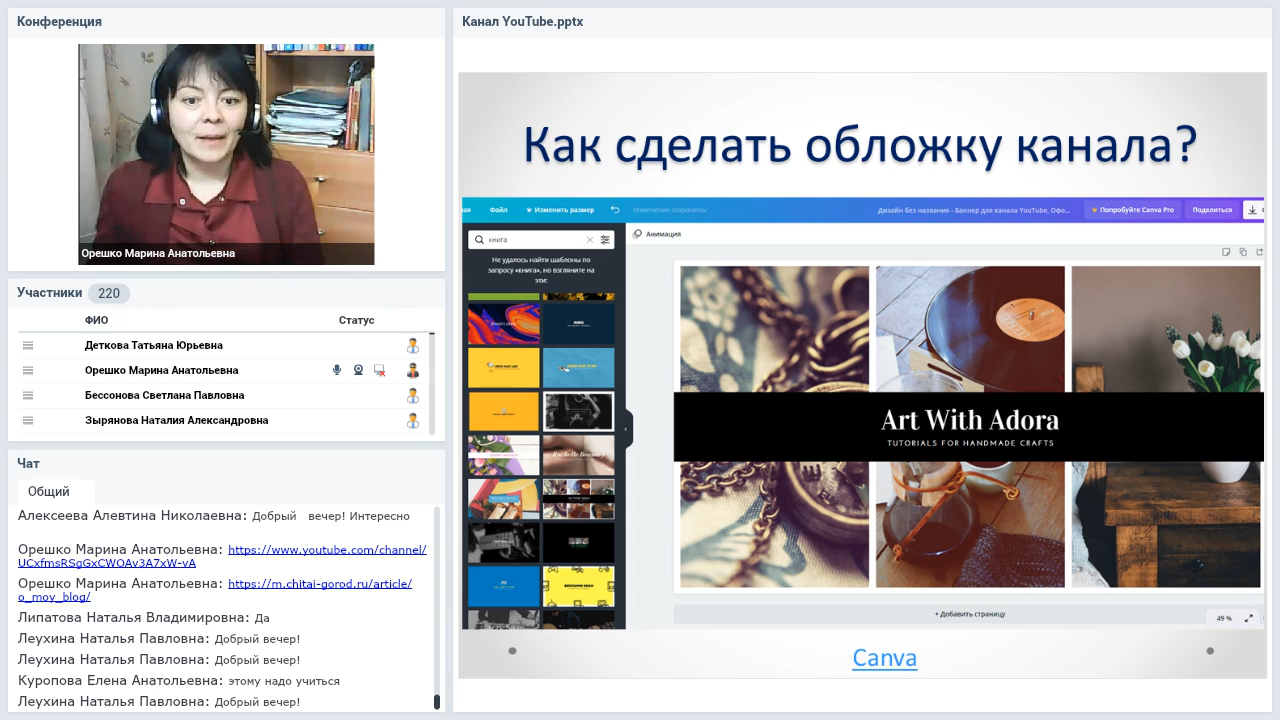 Конференция
Орешко Марина Анатольевна
Участники 220
ФИО Статус
Деткова Татьяна Юрьевна
Орешко Марина Анатольевна
Бессонова Светлана Павловна
Зырянова Наталия Александровна
Чат
Общий
Алексеева Алевтина Николаевна: Добрый вечер! Интересно
Орешко Марина Анатольевна: https://www.youtube.com/channel/
UCxfmsRSgGxCWOAv3A7xW-vA
Орешко Марина Анатольевна: https://m.chitai-gorod.ru/article/
o_moy_blog/
Липатова Наталья Владимировна: Да
Леухина Наталья Павловна: Добрый вечер!
Леухина Наталья Павловна: Добрый вечер!
Куропова Елена Анатольевна: этому надо учиться
Леухина Наталья Павловна: Добрый вечер!
Канал YouTube.pptx
Как сделать обложку канала?
Файл Изменить размер Изменения сохранены Дизайн без названия - Баннер для канала YouTube, Офо... Попробуйте Canva Pro Поделиться
книга
Анимация
Не удалось найти шаблоны по
запросу «книга», но взгляните на
эти:
Art With Adora
TUTORIALS FOR HANDMADE CRAFTS
+ Добавить страницу
49 %
Canva